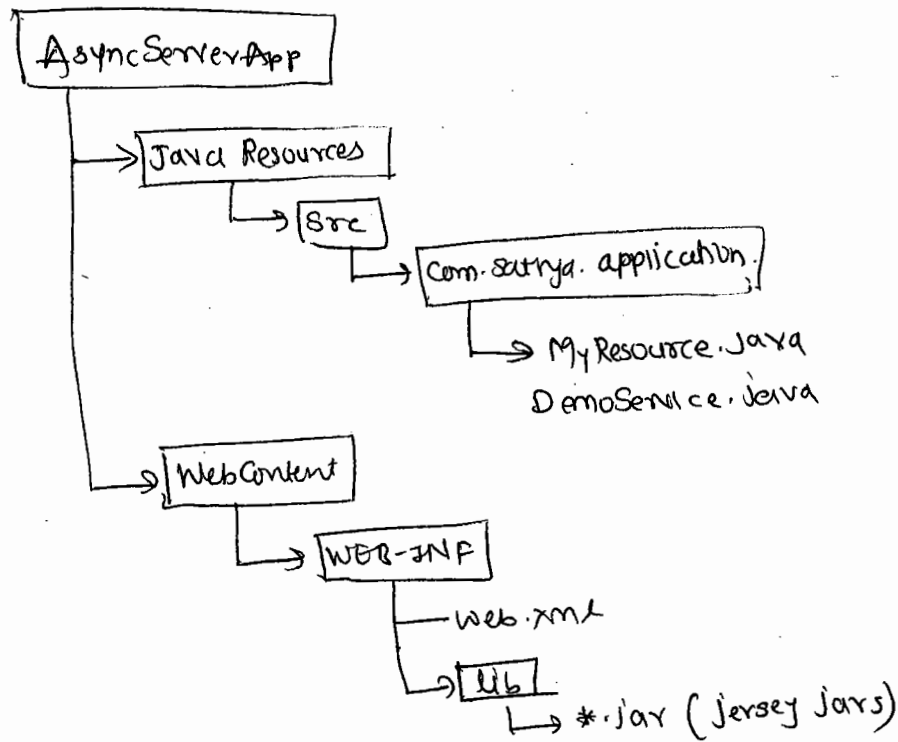 AsyncServerApp
Java Resources
Src
com.sathya.application.
MyResource.java
DemoService.java
WebContent
WEB-INF
web.xml
lib
*.jar (jersey jars)